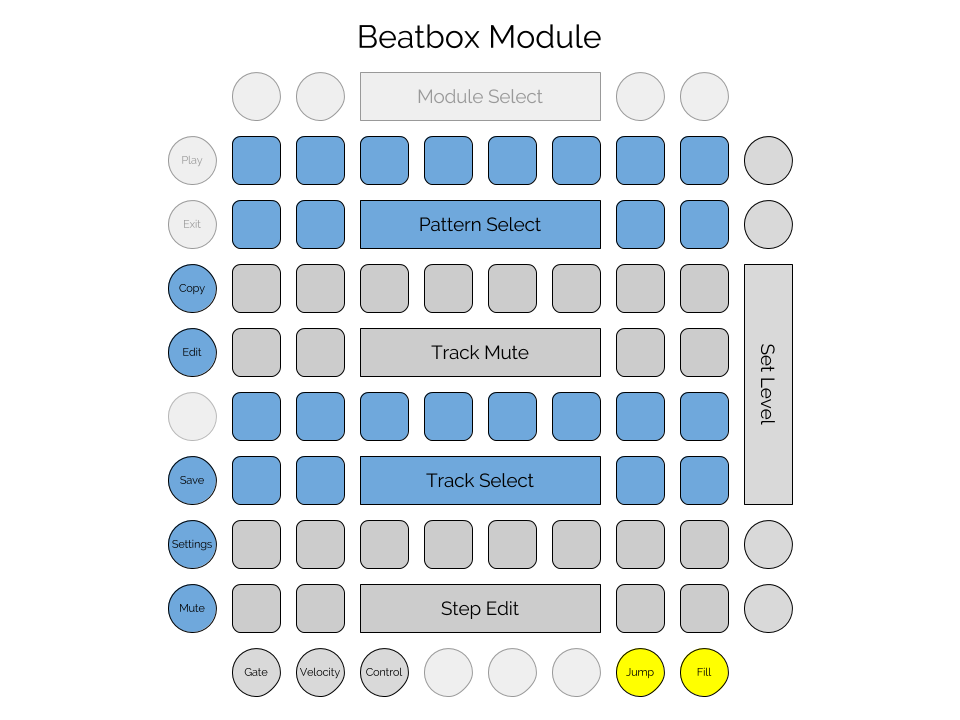 Beatbox Module
Module Select
Play
Exit
Pattern Select
Copy
Edit
Track Mute
Set Level
Save
Track Select
Settings
Mute
Step Edit
Gate
Velocity
Control
Jump
Fill